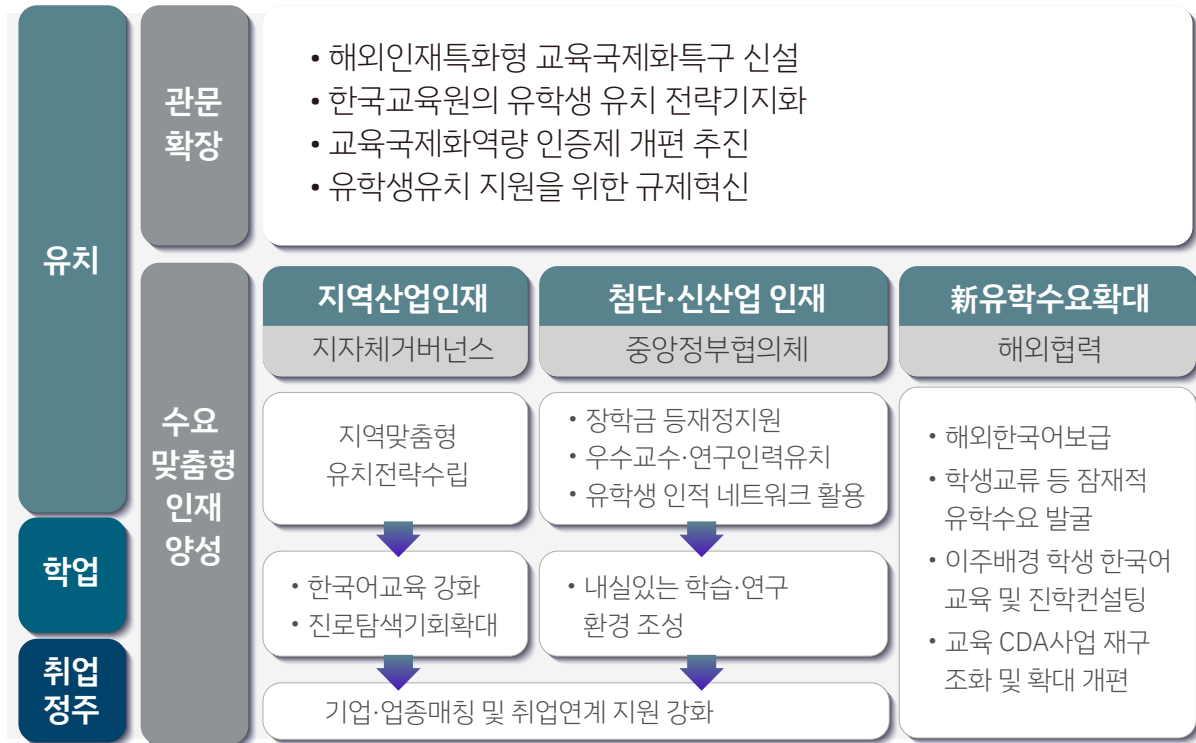 유치
관문
확장
• 해외인재특화형 교육국제화특구 신설
• 한국교육원의 유학생 유치 전략기지화
• 교육국제화역량 인증제 개편 추진
• 유학생유치 지원을 위한 규제혁신
수요
맞춤형
인재
양성
지역산업인재
지자체거버넌스
첨단·신산업 인재
중앙정부협의체
新유학수요확대
해외협력
지역맞춤형
유치전략수립
• 장학금 등재정지원
• 우수교수·연구인력유치
• 유학생 인적 네트워크 활용
• 해외한국어보급
• 학생교류 등 잠재적
유학수요 발굴
• 이주배경 학생 한국어
교육 및 진학컨설팅
• 교육 CDA사업 재구
조화 및 확대 개편
학업
• 한국어교육 강화
• 진로탐색기회확대
• 내실있는 학습·연구
환경 조성
취업
정주
기업·업종매칭 및 취업연계 지원 강화